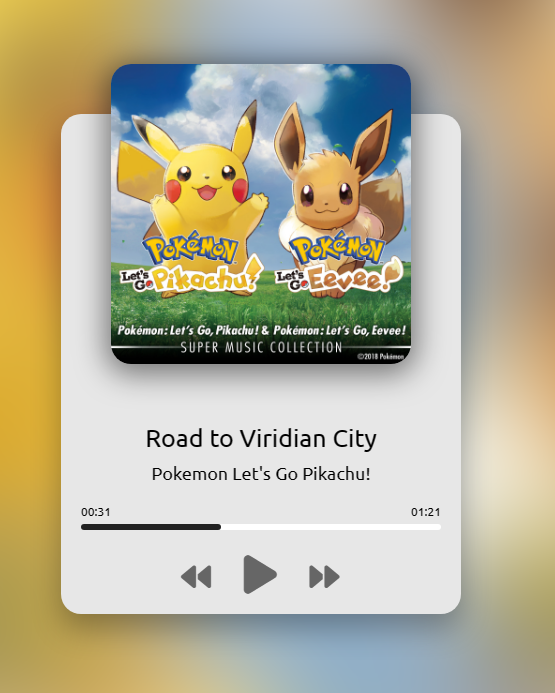 POKéMON POKéMON
Let's Go Pikachu! Let's Go Eevee!
Pokémon: Let's Go, Pikachu! & Pokémon: Let's Go, Eevee!
SUPER MUSIC COLLECTION
©2018 Pokémon
Road to Viridian City
Pokemon Let's Go Pikachu!
00:31 01:21